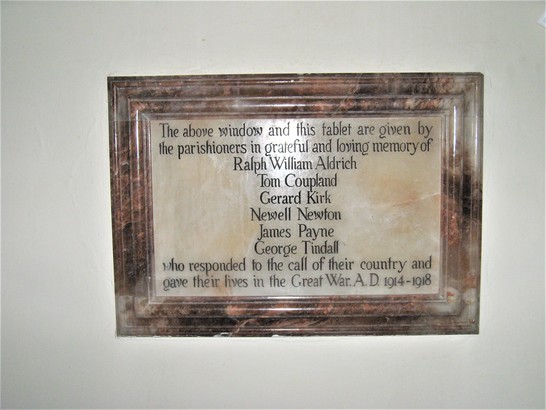 The above window and this tablet are given by
the parishioners in grateful and loving memory of
Ralph William Aldrich
Tom Coupland
Gerard Kirk
Newell Newton
James Payne
George Tindall
who responded to the call of their country and
gave their lives in the Great War. A. D. 1914-1918